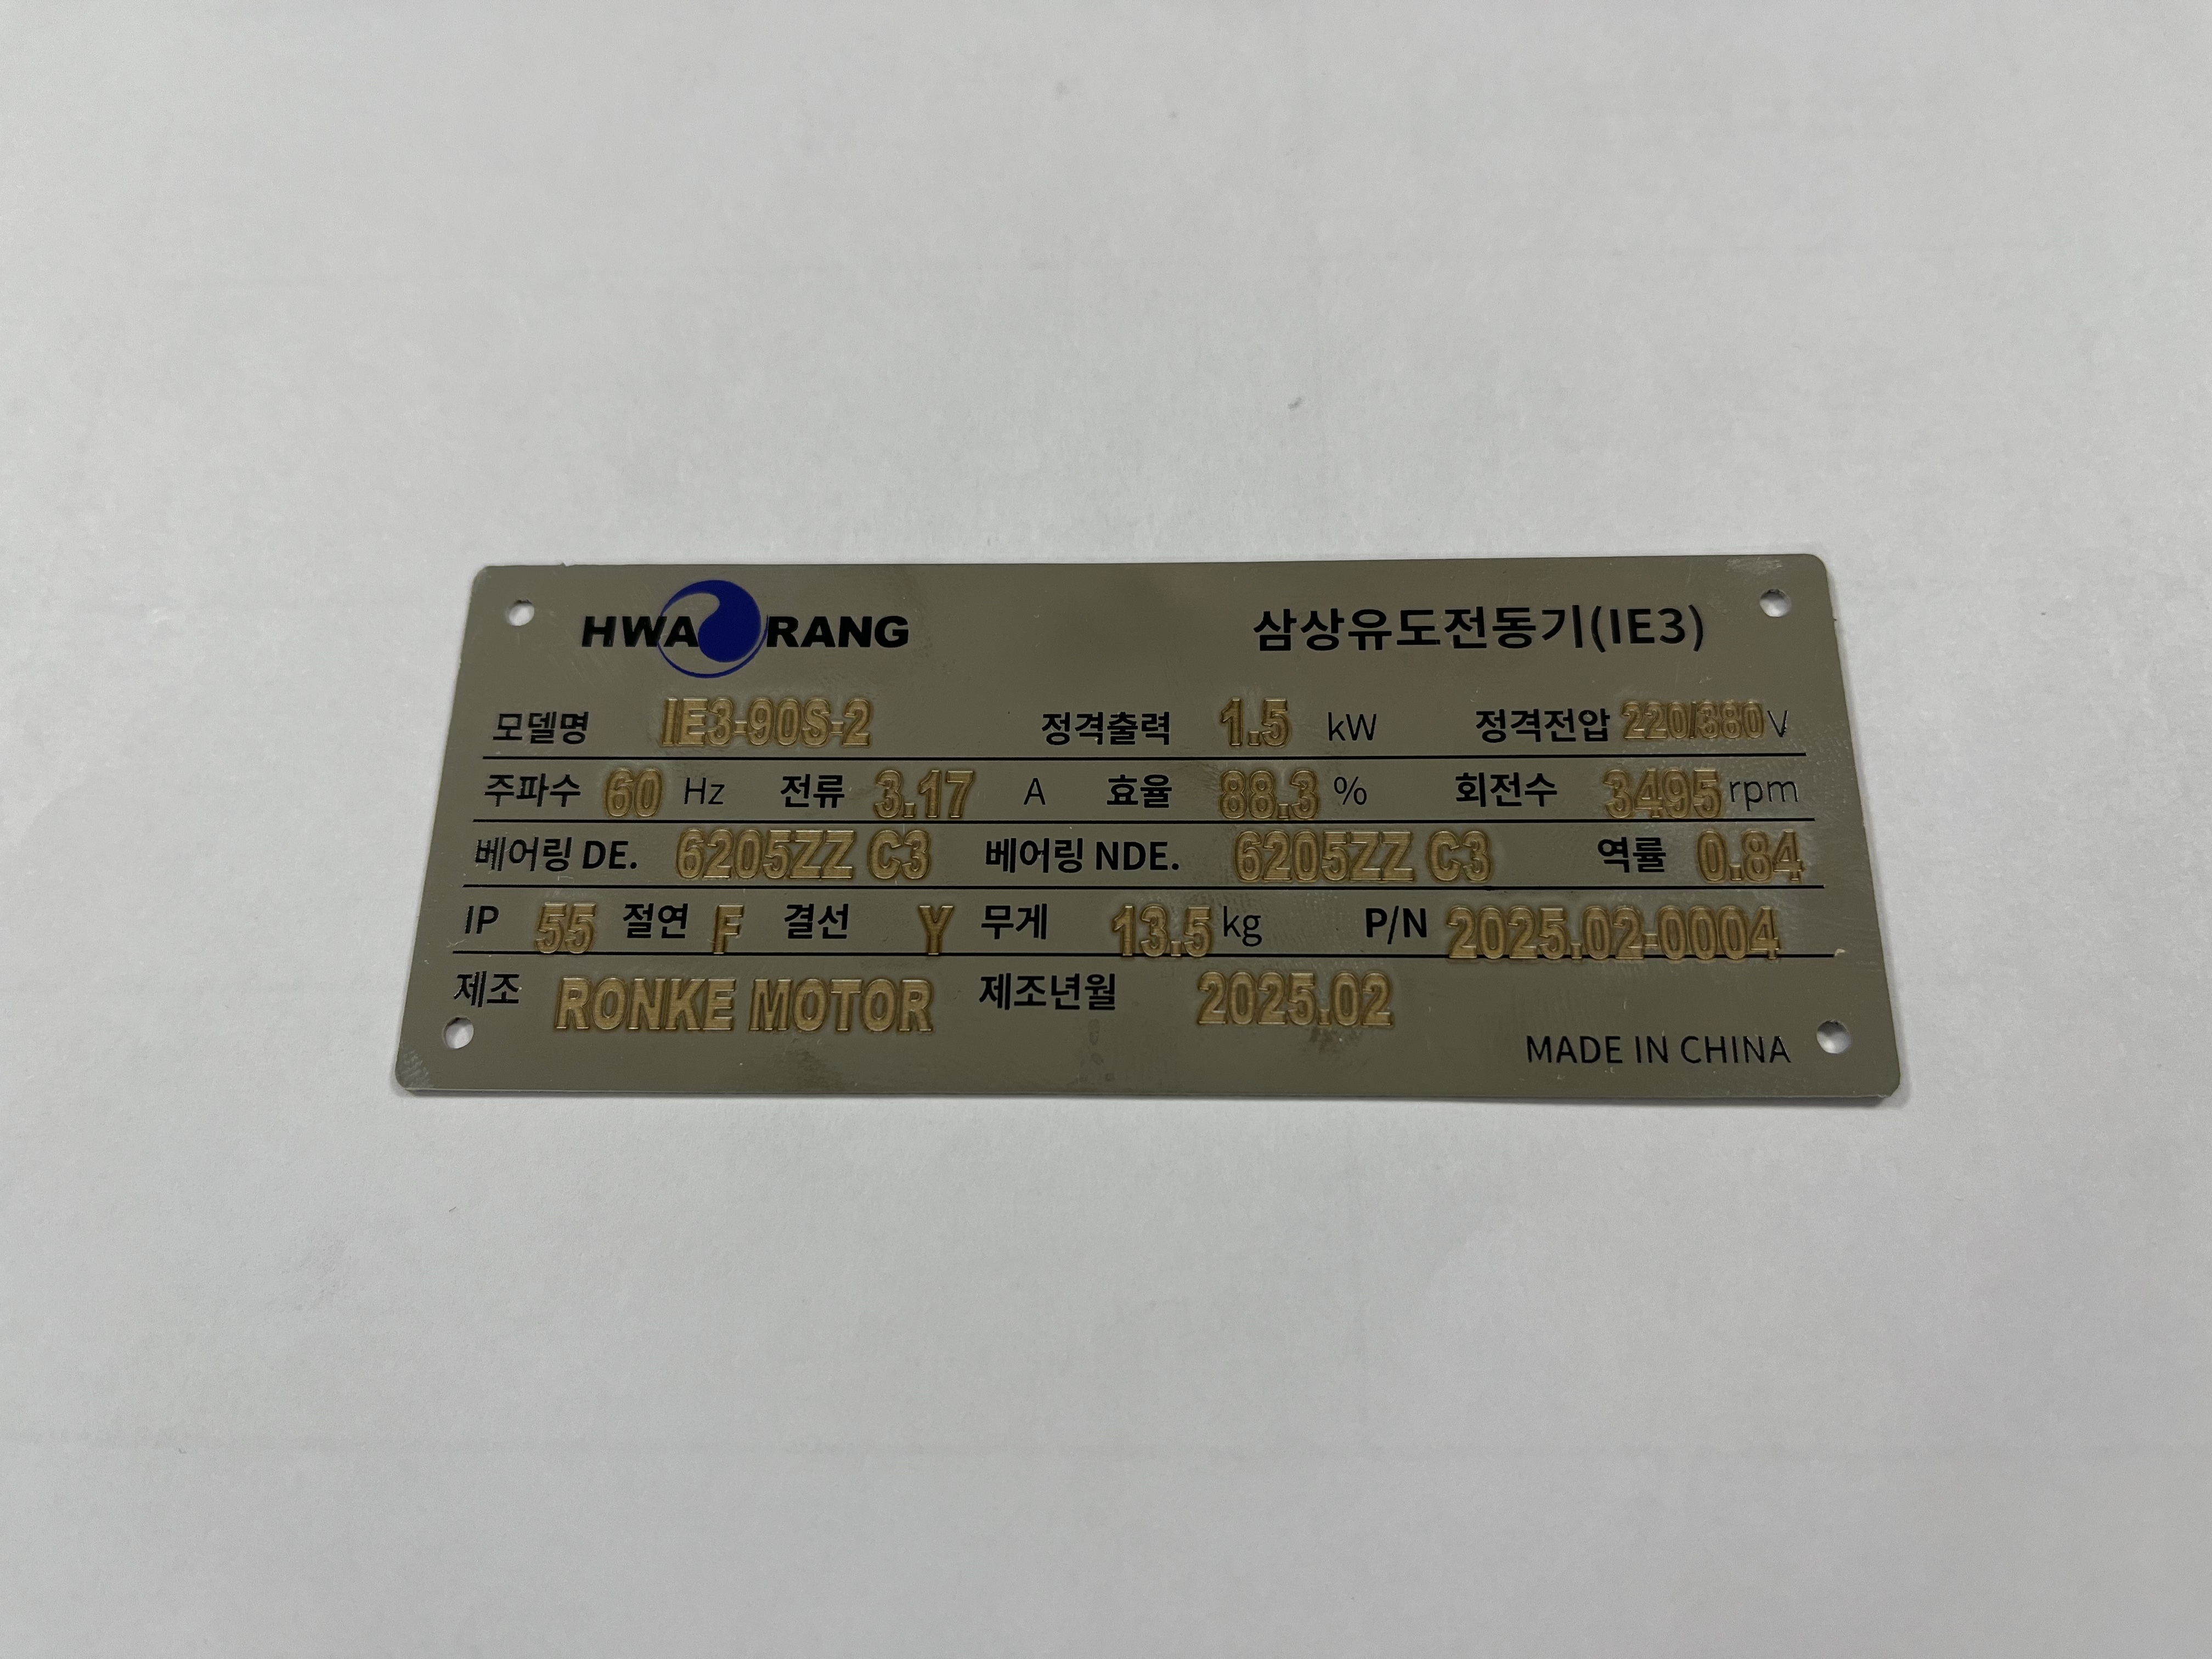 HWARANG 삼상유도전동기(IE3)
모델명 IE3-90S-2 정격출력 1.5 kW 정격전압 220/380 V
주파수 60 Hz 전류 3.17 A 효율 88.3 % 회전수 3495 rpm
베어링 DE. 6205ZZ C3 베어링 NDE. 6205ZZ C3 역률 0.84
IP 55 절연 F 결선 Y 무게 13.5 kg P/N 2025.02-0004
제조 RONKE MOTOR 제조년월 2025.02
MADE IN CHINA